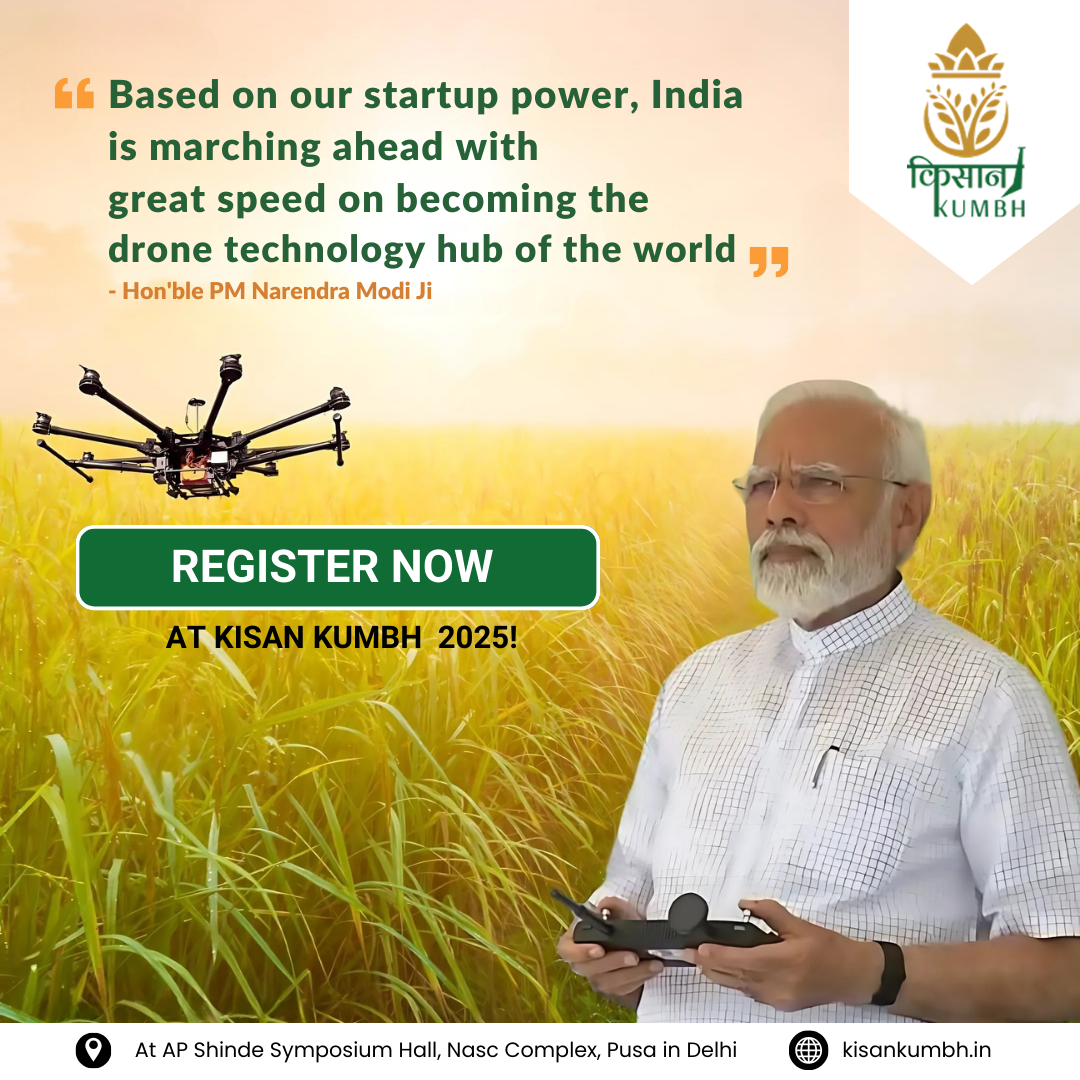 “ Based on our startup power, India
is marching ahead with
great speed on becoming the
drone technology hub of the world ”
- Hon'ble PM Narendra Modi Ji
किसान
KUMBH
REGISTER NOW
AT KISAN KUMBH 2025!
At AP Shinde Symposium Hall, Nasc Complex, Pusa in Delhi
kisankumbh.in